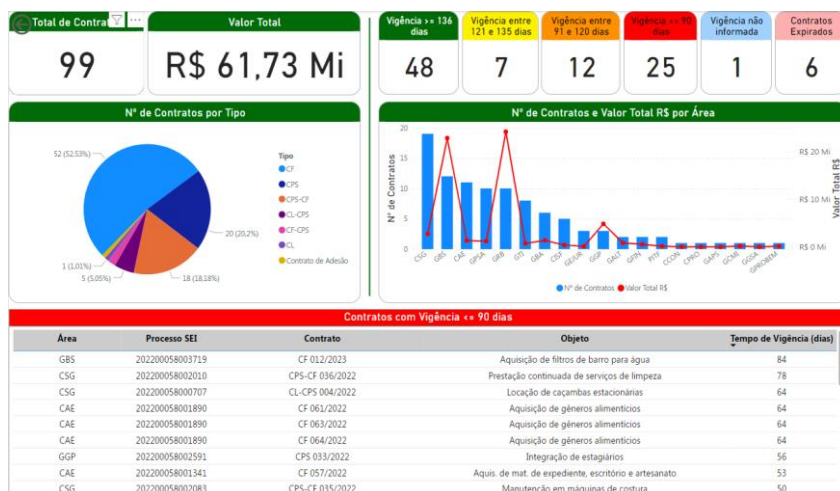 Total de Contrat
99
Valor Total
R$ 61,73 Mi
Vigência >= 136 dias
48
Vigência entre 121 e 135 dias
7
Vigência entre 91 e 120 dias
12
Vigência <= 90 dias
25
Vigência não informada
1
Contratos Expirados
6
Nº de Contratos por Tipo
52 (52,53%)
20 (20,2%)
18 (18,18%)
5 (5,05%)
1 (1,01%)
Tipo
CF
CPS
CPS-CF
CL-CPS
CF-CPS
CL
Contrato de Adesão
Nº de Contratos e Valor Total R$ por Área
Nº de Contratos
20
15
10
5
0
R$ 20 Mi
R$ 10 Mi
R$ 0 Mi
Valor Total R$
CSG GBS CAE GPSA GRB GTI GBA CISF GEJUR GGP GALT GFIN PITF CCON CPRO GAPS GCMI GGSA GPROBEM
Nº de Contratos Valor Total R$
Contratos com Vigência <= 90 dias
Área Processo SEI Contrato Objeto Tempo de Vigência (dias)
GBS 202200058003719 CF 012/2023 Aquisição de filtros de barro para água 84
CSG 202200058002010 CPS-CF 036/2022 Prestação continuada de serviços de limpeza 78
CSG 202200058000707 CL-CPS 004/2022 Locação de caçambas estacionárias 64
CAE 202200058001890 CF 061/2022 Aquisição de gêneros alimentícios 64
CAE 202200058001890 CF 063/2022 Aquisição de gêneros alimentícios 64
CAE 202200058001890 CF 064/2022 Aquisição de gêneros alimentícios 64
GGP 202200058002591 CPS 033/2022 Integração de estagiários 56
CAE 202200058001341 CF 057/2022 Aquis. de mat. de expediente, escritório e artesanato 53
CSG 202200058002083 CPS-CF 035/2022 Manutenção em máquinas de costura 50